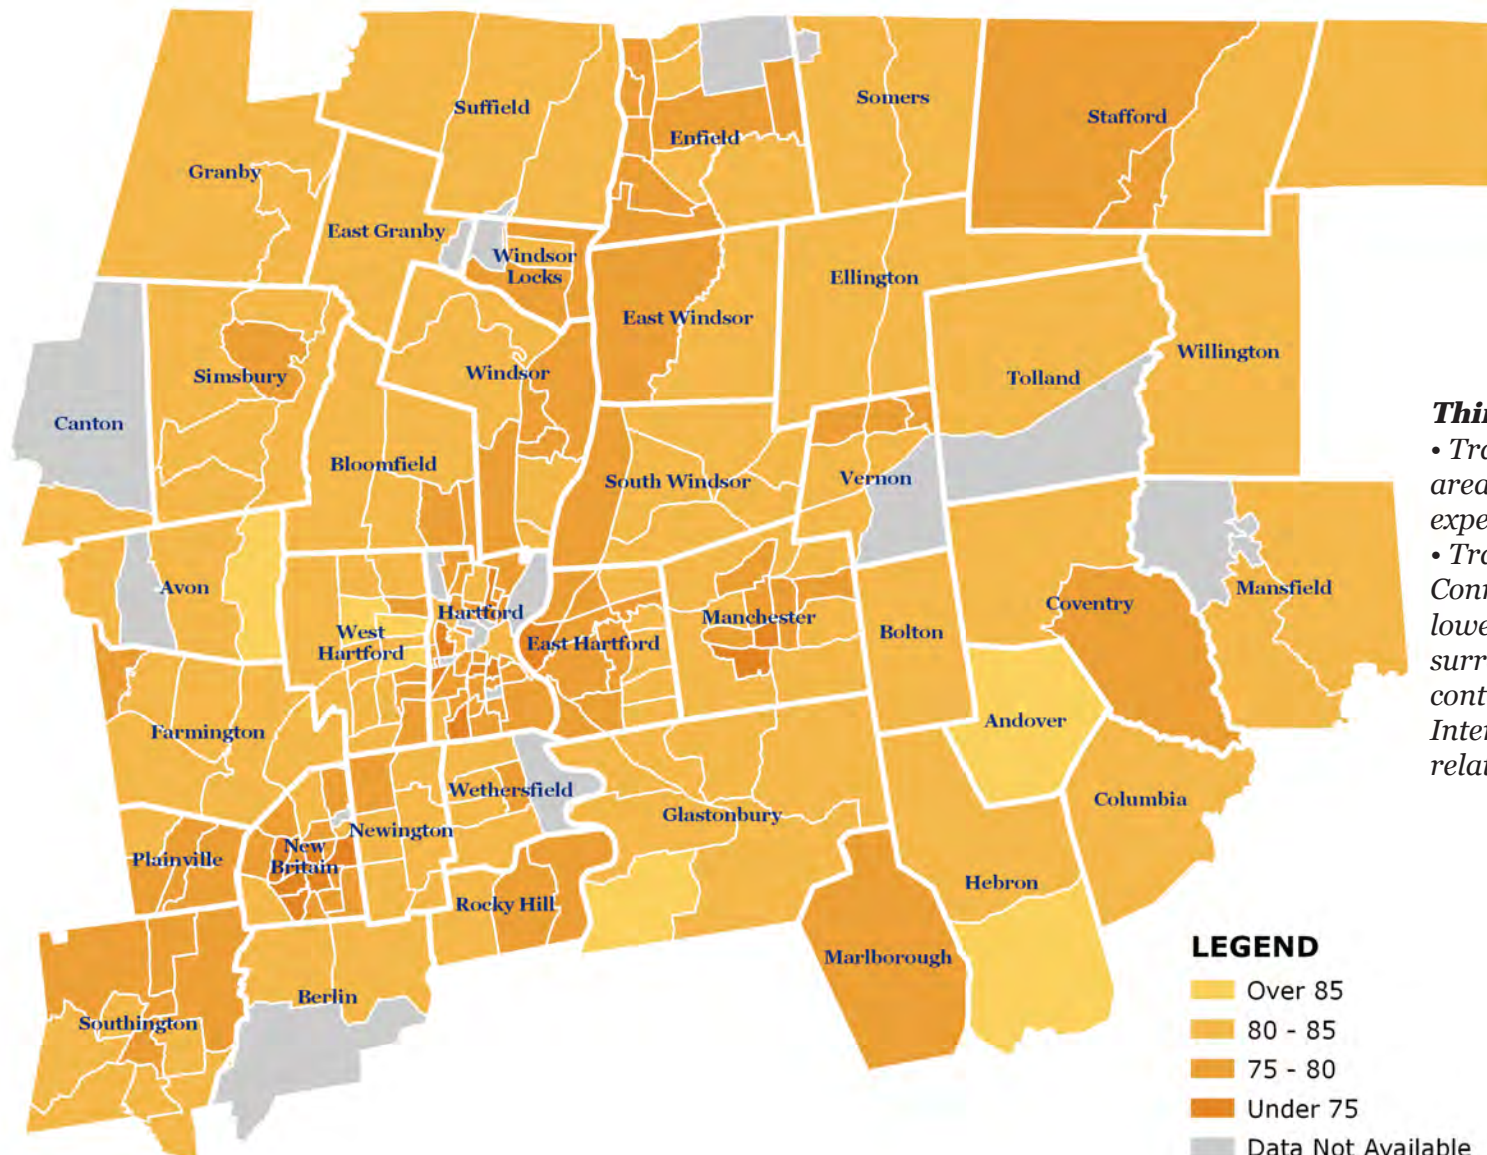 Suffield
Somers
Stafford
Enfield
Granby
East Granby
Windsor
Locks
Ellington
East Windsor
Willington
Simsbury
Windsor
Tolland
Canton
Bloomfield
South Windsor
Vernon
Avon
Mansfield
Coventry
Hartford
Manchester
West
Hartford
East Hartford
Bolton
Andover
Farmington
Wethersfield
Columbia
Glastonbury
Newington
New
Britain
Plainville
Hebron
Rocky Hill
Marlborough
Berlin
Southington
•
area
•
LEGEND
Over 85
80 - 85
75 - 80
Under 75
Data Not Available